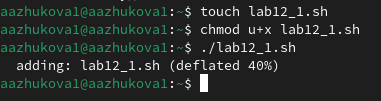 aazhukova1@aazhukova1:~$ touch lab12_1.sh
aazhukova1@aazhukova1:~$ chmod u+x lab12_1.sh
aazhukova1@aazhukova1:~$ ./lab12_1.sh
  adding: lab12_1.sh (deflated 40%)
aazhukova1@aazhukova1:~$